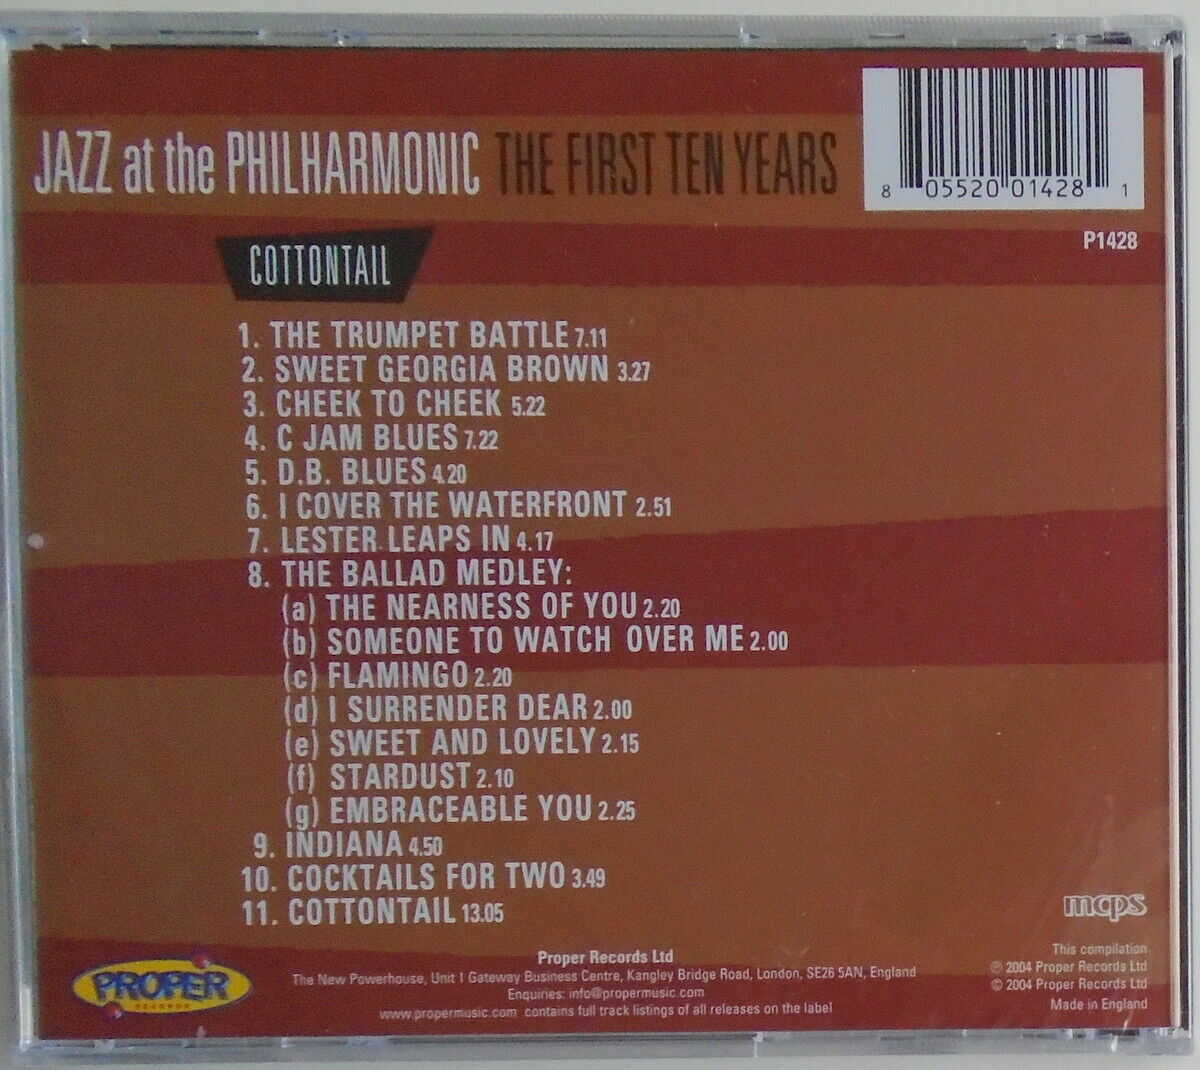 JAZZ at the PHILHARMONIC THE FIRST TEN YEARS
8 05520 01428 1
P1428
COTTONTAIL
1. THE TRUMPET BATTLE 7.11
2. SWEET GEORGIA BROWN 3.27
3. CHEEK TO CHEEK 5.22
4. C JAM BLUES 7.22
5. D.B. BLUES 4.20
6. I COVER THE WATERFRONT 2.51
7. LESTER LEAPS IN 4.17
8. THE BALLAD MEDLEY:
(a) THE NEARNESS OF YOU 2.20
(b) SOMEONE TO WATCH OVER ME 2.00
(c) FLAMINGO 2.20
(d) I SURRENDER DEAR 2.00
(e) SWEET AND LOVELY 2.15
(f) STARDUST 2.10
(g) EMBRACEABLE YOU 2.25
9. INDIANA 4.50
10. COCKTAILS FOR TWO 3.49
11. COTTONTAIL 13.05
mcps
PROPER
RECORDS
Proper Records Ltd
The New Powerhouse, Unit 1 Gateway Business Centre, Kangley Bridge Road, London, SE26 5AN, England
Enquiries: info@propermusic.com
www.propermusic.com contains full track listings of all releases on the label
This compilation
℗ 2004 Proper Records Ltd
© 2004 Proper Records Ltd
Made in England